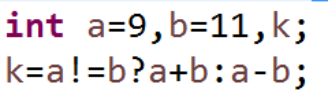 int a=9,b=11,k;
k=a!=b?a+b:a-b;